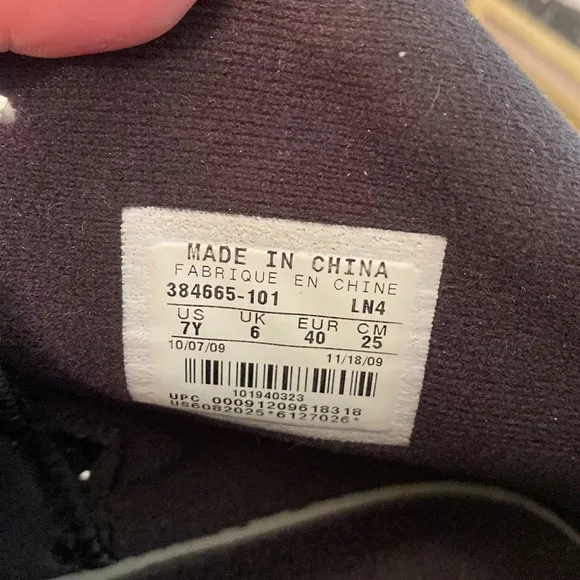 MADE IN CHINA
FABRIQUE EN CHINE
384665-101 LN4
US UK EUR CM
7Y 6 40 25
10/07/09 11/18/09
101940323
UPC 00091209618318
US6082025*6127026*